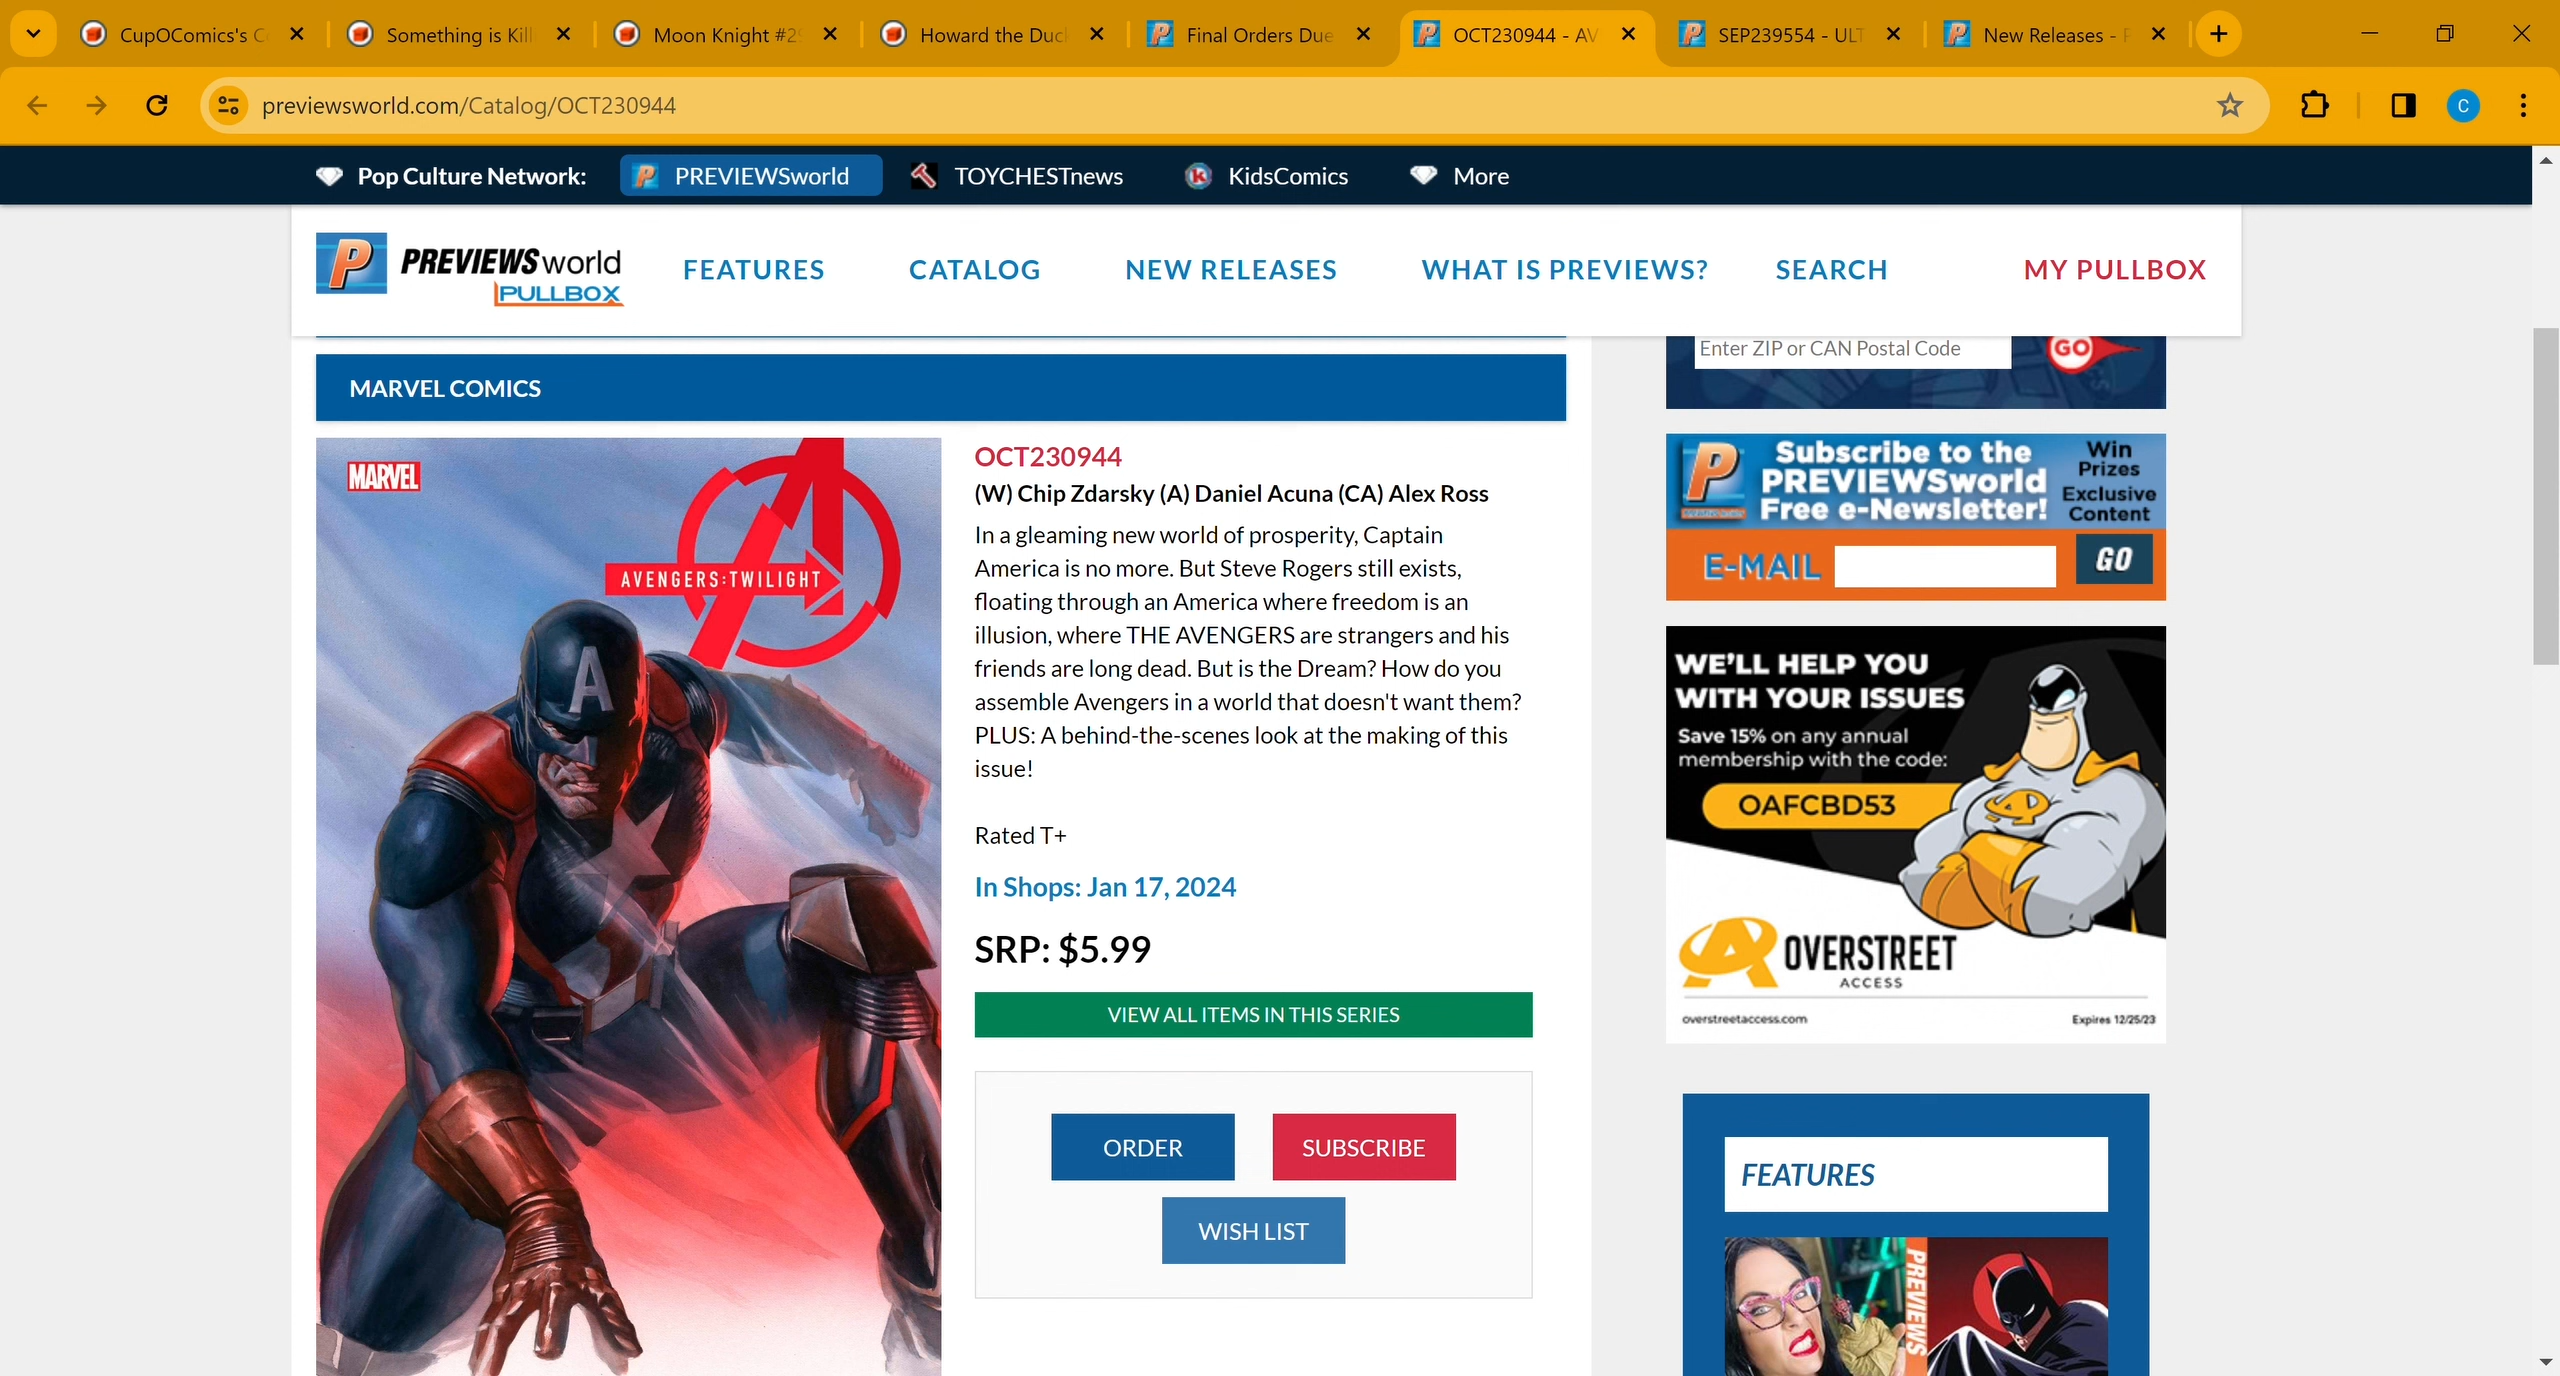 CupOComics's C
Something is Kill
Moon Knight #29
Howard the Duc
Final Orders Due
OCT230944 - AV
SEP239554 - ULT
New Releases - P
previewsworld.com/Catalog/OCT230944
C
Pop Culture Network:
P PREVIEWSworld
TOYCHESTnews
K KidsComics
More
P PREVIEWSworld
PULLBOX
FEATURES
CATALOG
NEW RELEASES
WHAT IS PREVIEWS?
SEARCH
MY PULLBOX
Enter ZIP or CAN Postal Code
GO
MARVEL COMICS
MARVEL
AVENGERS:TWILIGHT
A
OCT230944
(W) Chip Zdarsky (A) Daniel Acuna (CA) Alex Ross
In a gleaming new world of prosperity, Captain
America is no more. But Steve Rogers still exists,
floating through an America where freedom is an
illusion, where THE AVENGERS are strangers and his
friends are long dead. But is the Dream? How do you
assemble Avengers in a world that doesn't want them?
PLUS: A behind-the-scenes look at the making of this
issue!
Rated T+
In Shops: Jan 17, 2024
SRP: $5.99
VIEW ALL ITEMS IN THIS SERIES
ORDER
SUBSCRIBE
WISH LIST
P
Subscribe to the
PREVIEWSworld
Free e-Newsletter!
Win
Prizes
Exclusive
Content
E-MAIL
GO
WE'LL HELP YOU
WITH YOUR ISSUES
Save 15% on any annual
membership with the code:
OAFCBD53
OVERSTREET
ACCESS
overstreetaccess.com
Expires 12/25/23
FEATURES
PREVIEWS